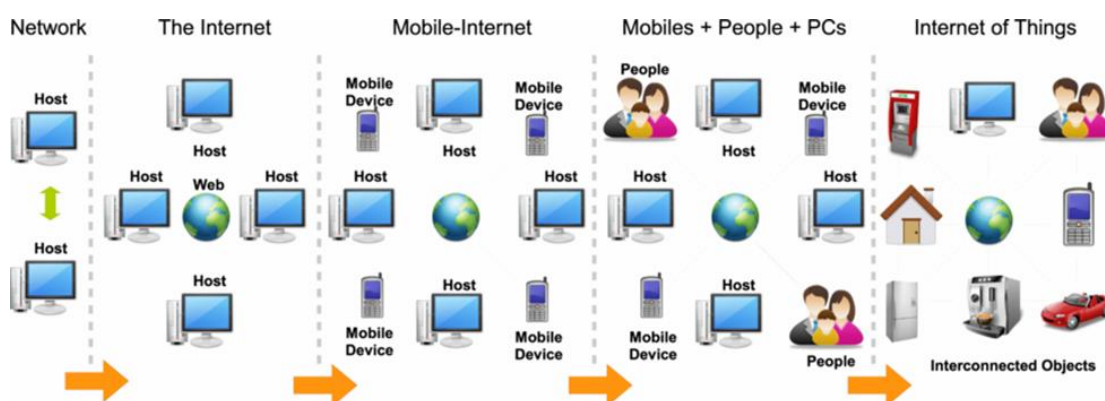 Network
The Internet
Mobile-Internet
Mobiles + People + PCs
Internet of Things
Host
Host
Host
Host
Web
Host
Host
Mobile
Device
Host
Mobile
Device
Host
Host
Mobile
Device
Host
Mobile
Device
People
Host
Mobile
Device
Host
Host
Mobile
Device
Host
People
Interconnected Objects